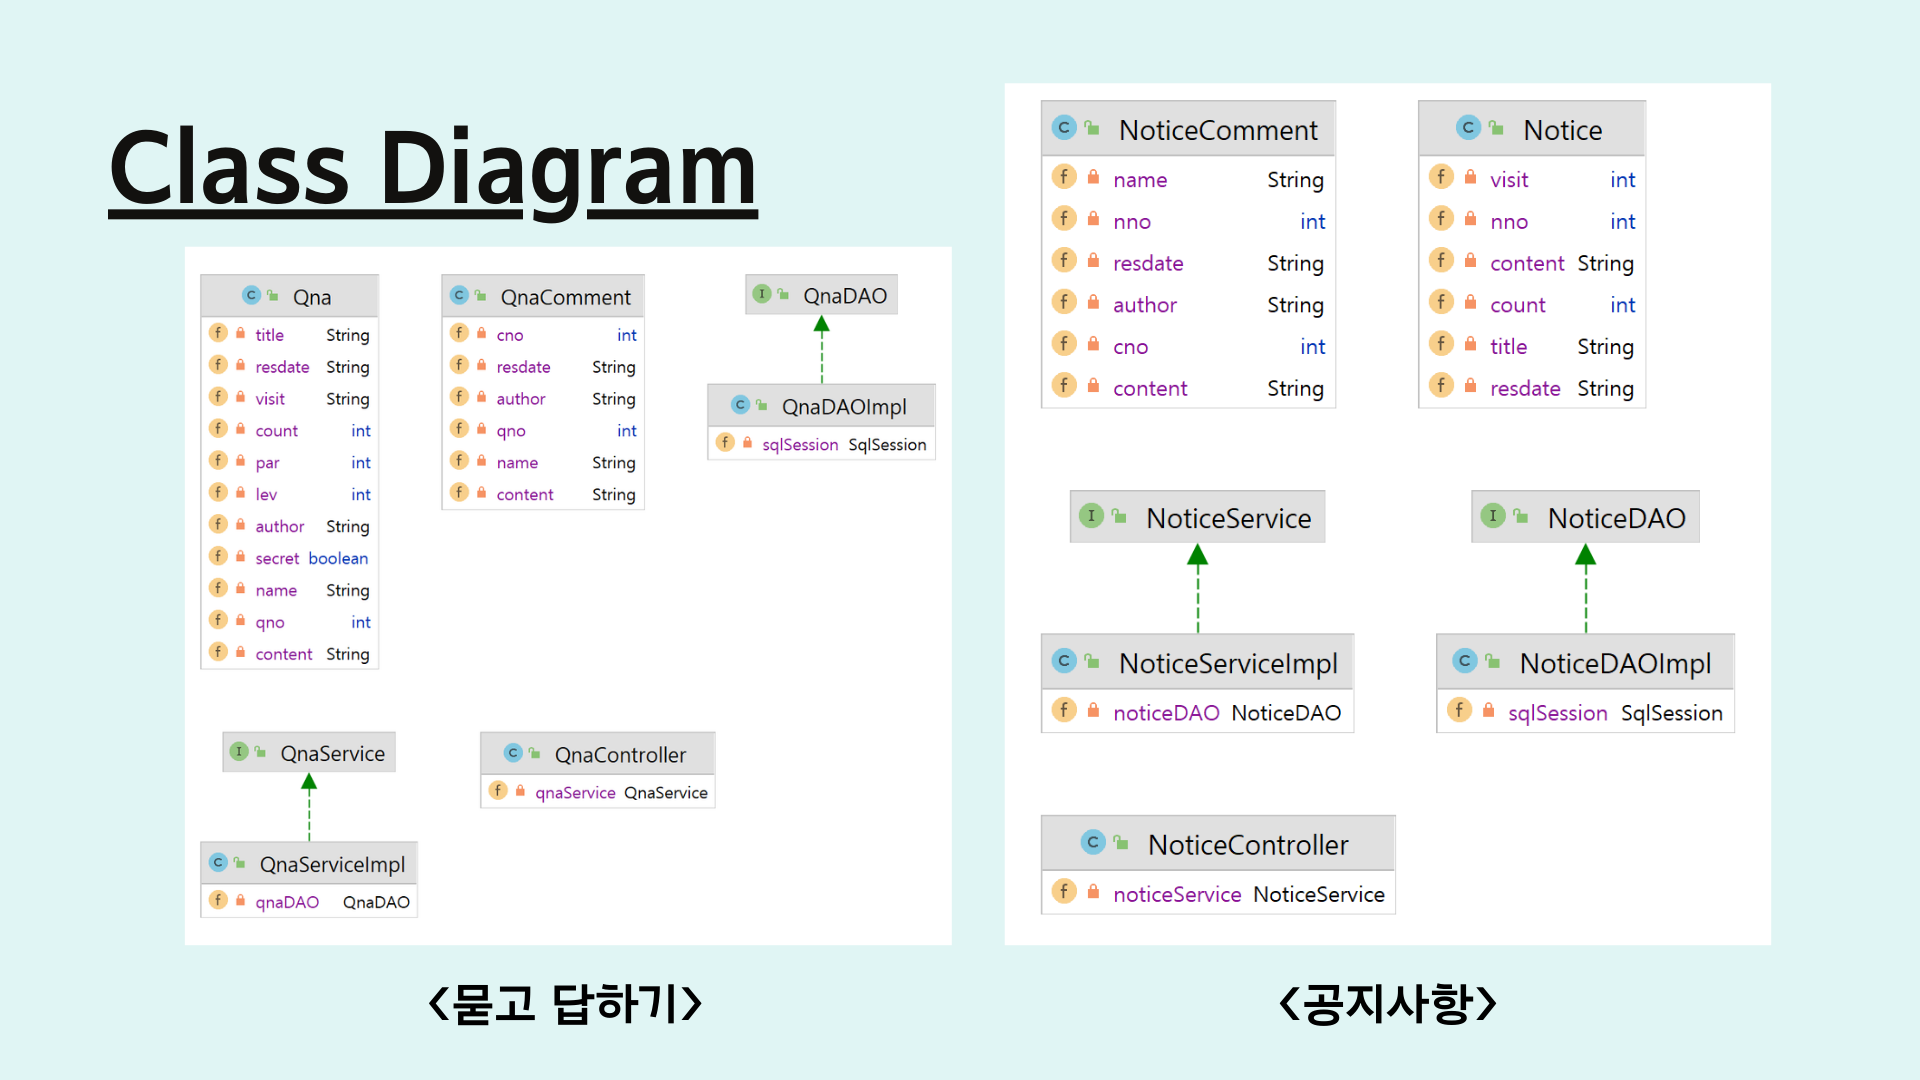 Class Diagram
C Qna
f title String
f resdate String
f visit String
f count int
f par int
f lev int
f author String
f secret boolean
f name String
f qno int
f content String
C QnaComment
f cno int
f resdate String
f author String
f qno int
f name String
f content String
I QnaDAO
C QnaDAOImpl
f sqlSession SqlSession
I QnaService
C QnaServiceImpl
f qnaDAO QnaDAO
C QnaController
f qnaService QnaService
<묻고 답하기>
C NoticeComment
f name String
f nno int
f resdate String
f author String
f cno int
f content String
C Notice
f visit int
f nno int
f content String
f count int
f title String
f resdate String
I NoticeService
C NoticeServiceImpl
f noticeDAO NoticeDAO
I NoticeDAO
C NoticeDAOImpl
f sqlSession SqlSession
C NoticeController
f noticeService NoticeService
<공지사항>